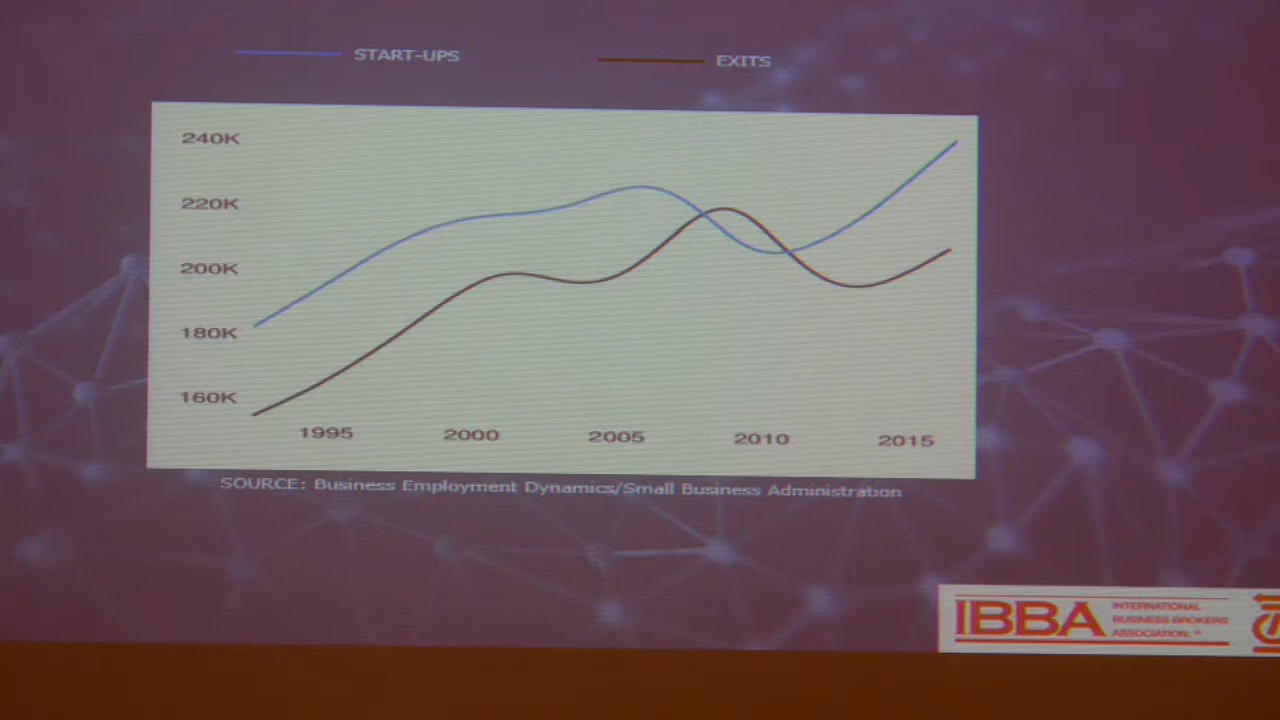 START-UPS
EXITS
240K
220K
200K
180K
160K
1995 2000 2005 2010 2015
SOURCE: Business Employment Dynamics/Small Business Administration
IBBA
INTERNATIONAL
BUSINESS BROKERS
ASSOCIATION.®